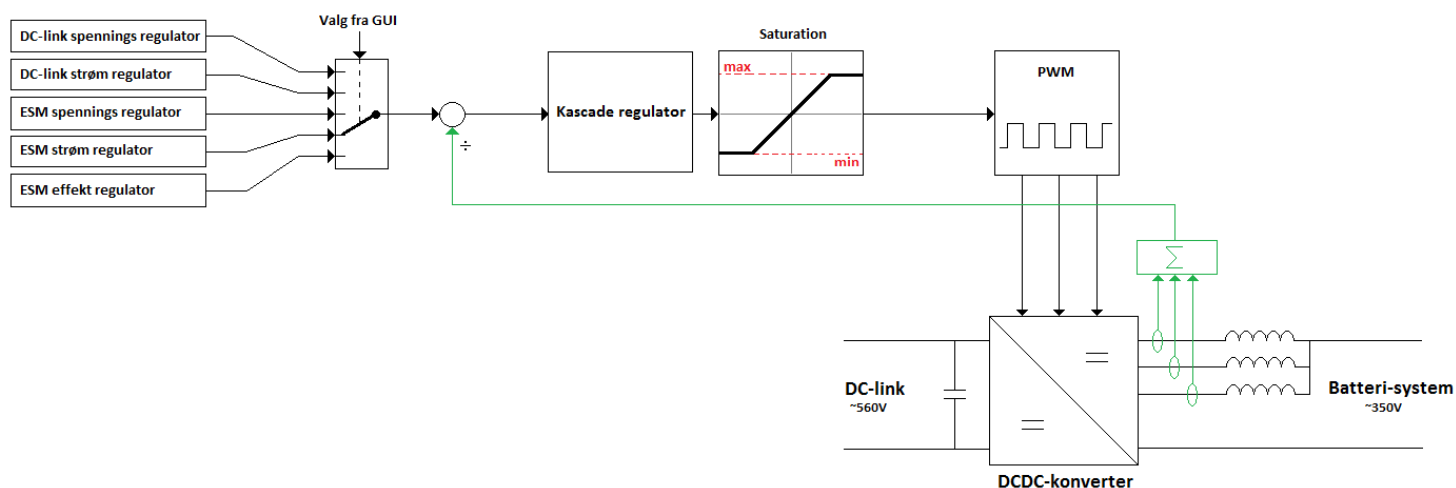 Valg fra GUI
DC-link spennings regulator
DC-link strøm regulator
ESM spennings regulator
ESM strøm regulator
ESM effekt regulator
÷
Kascade regulator
Saturation
max
min
PWM
Σ
DC-link
~560V
DCDC-konverter
Batteri-system
~350V